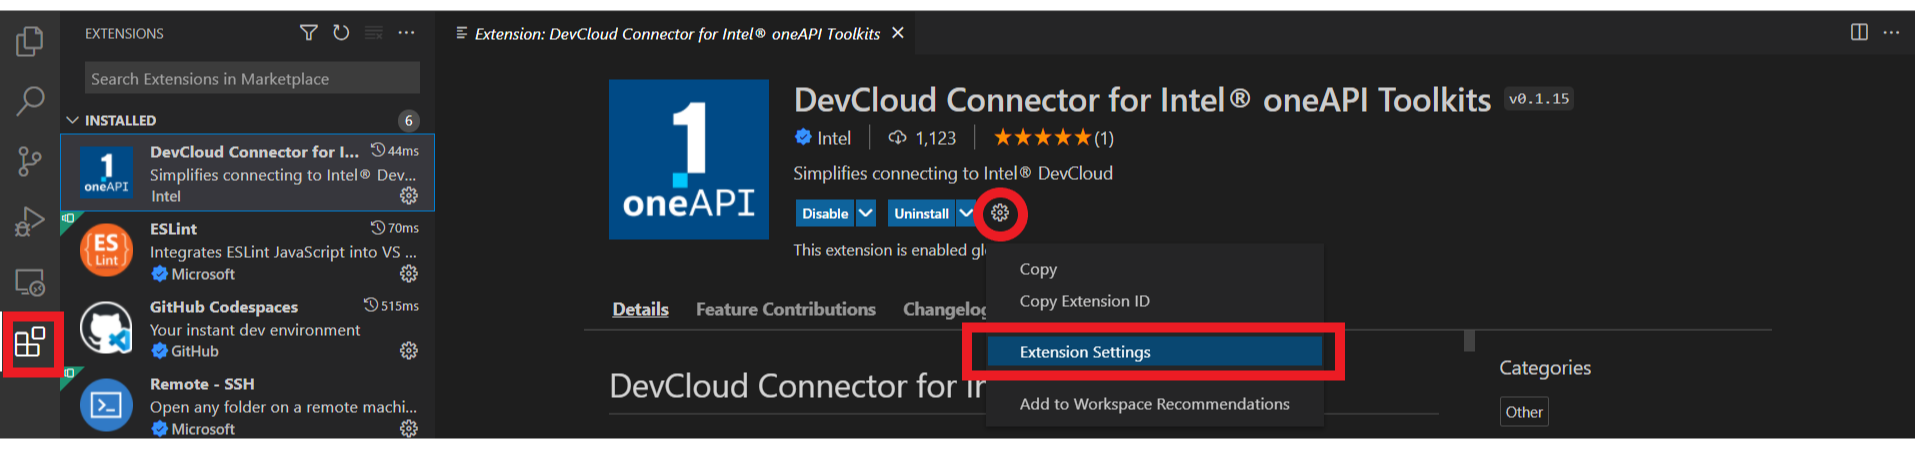 EXTENSIONS
Search Extensions in Marketplace
INSTALLED
6
1
oneAPI
DevCloud Connector for I...
44ms
Simplifies connecting to Intel® Dev...
Intel
ES
Lint
ESLint
70ms
Integrates ESLint JavaScript into VS ...
Microsoft
GitHub Codespaces
515ms
Your instant dev environment
GitHub
Remote - SSH
Open any folder on a remote machi...
Microsoft
Extension: DevCloud Connector for Intel® oneAPI Toolkits
1
oneAPI
DevCloud Connector for Intel® oneAPI Toolkits v0.1.15
Intel 1,123 ★★★★★(1)
Simplifies connecting to Intel® DevCloud
Disable Uninstall
This extension is enabled gl
Copy
Copy Extension ID
Extension Settings
Add to Workspace Recommendations
Details Feature Contributions Changelog
DevCloud Connector for In
Categories
Other